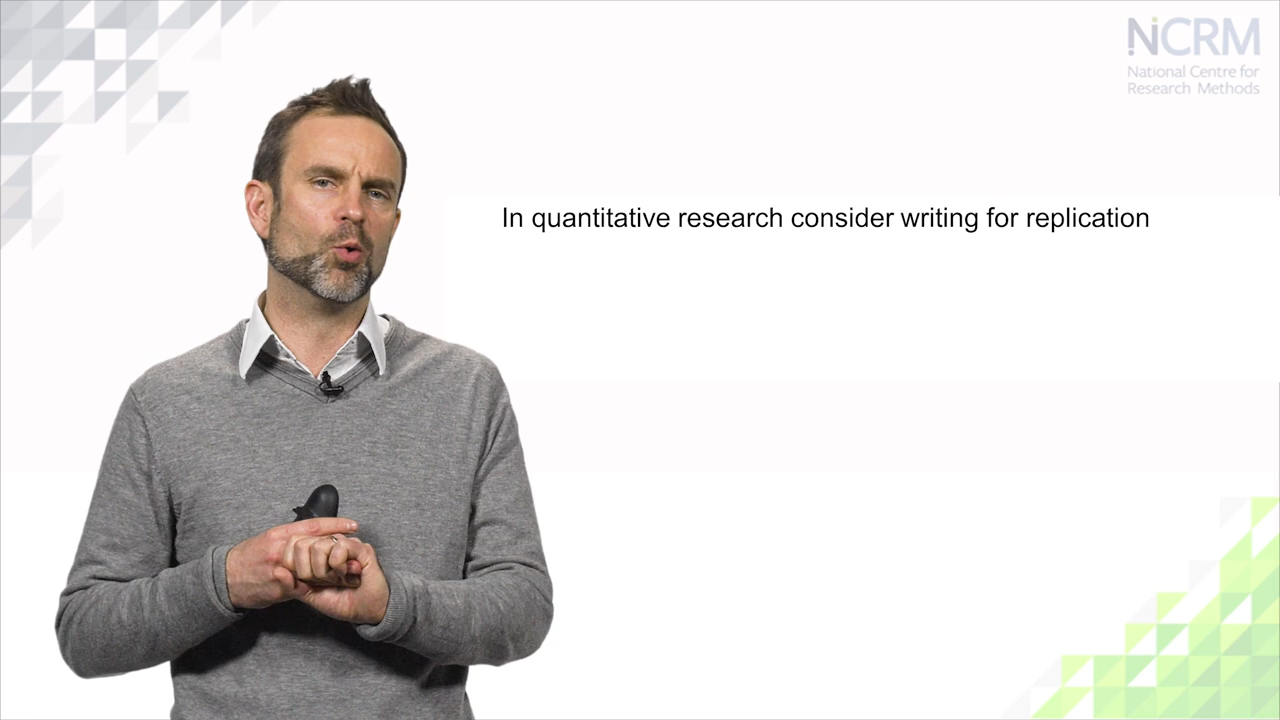 NCRM
National Centre for
Research Methods
In quantitative research consider writing for replication